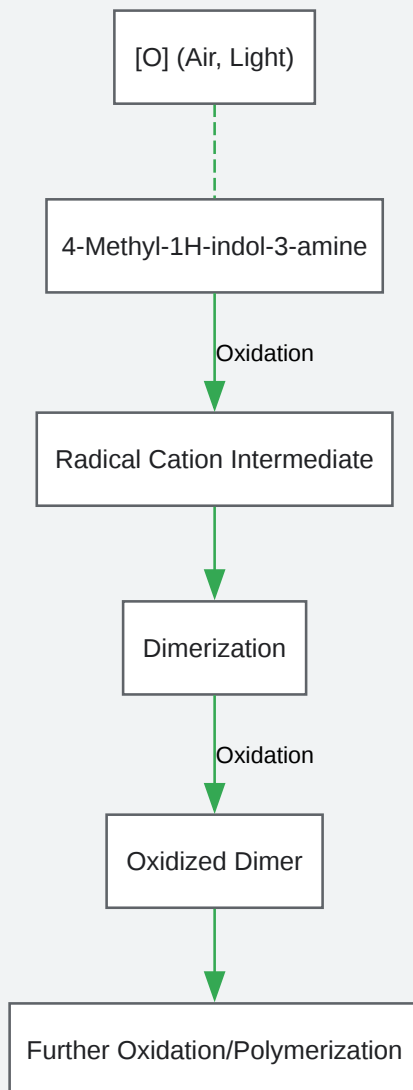 [O] (Air, Light)
4-Methyl-1H-indol-3-amine
Oxidation
Radical Cation Intermediate
Dimerization
Oxidation
Oxidized Dimer
Further Oxidation/Polymerization